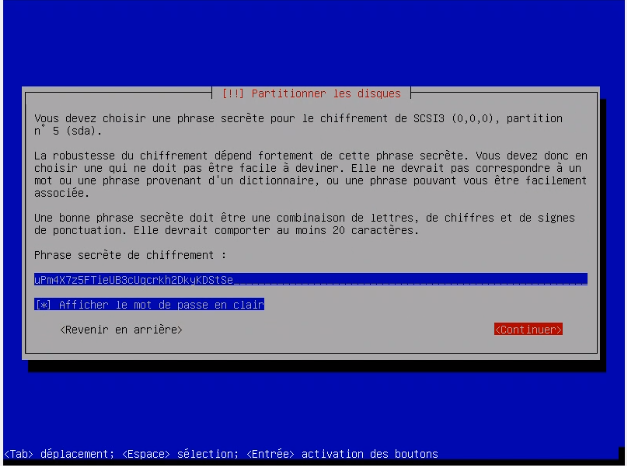 [!!] Partitionner les disques
Vous devez choisir une phrase secrète pour le chiffrement de SCSI3 (0,0,0), partition
n° 5 (sda).
La robustesse du chiffrement dépend fortement de cette phrase secrète. Vous devez donc en
choisir une qui ne doit pas être facile à deviner. Elle ne devrait pas correspondre à un
mot ou une phrase provenant d'un dictionnaire, ou une phrase pouvant vous être facilement
associée.
Une bonne phrase secrète doit être une combinaison de lettres, de chiffres et de signes
de ponctuation. Elle devrait comporter au moins 20 caractères.
Phrase secrète de chiffrement :
uPm4X7z5FTieUB3cUqcrkh2DkyKDStSe
[*] Afficher le mot de passe en clair
<Revenir en arrière>
<Continuer>
<Tab> déplacement; <Espace> sélection; <Entrée> activation des boutons